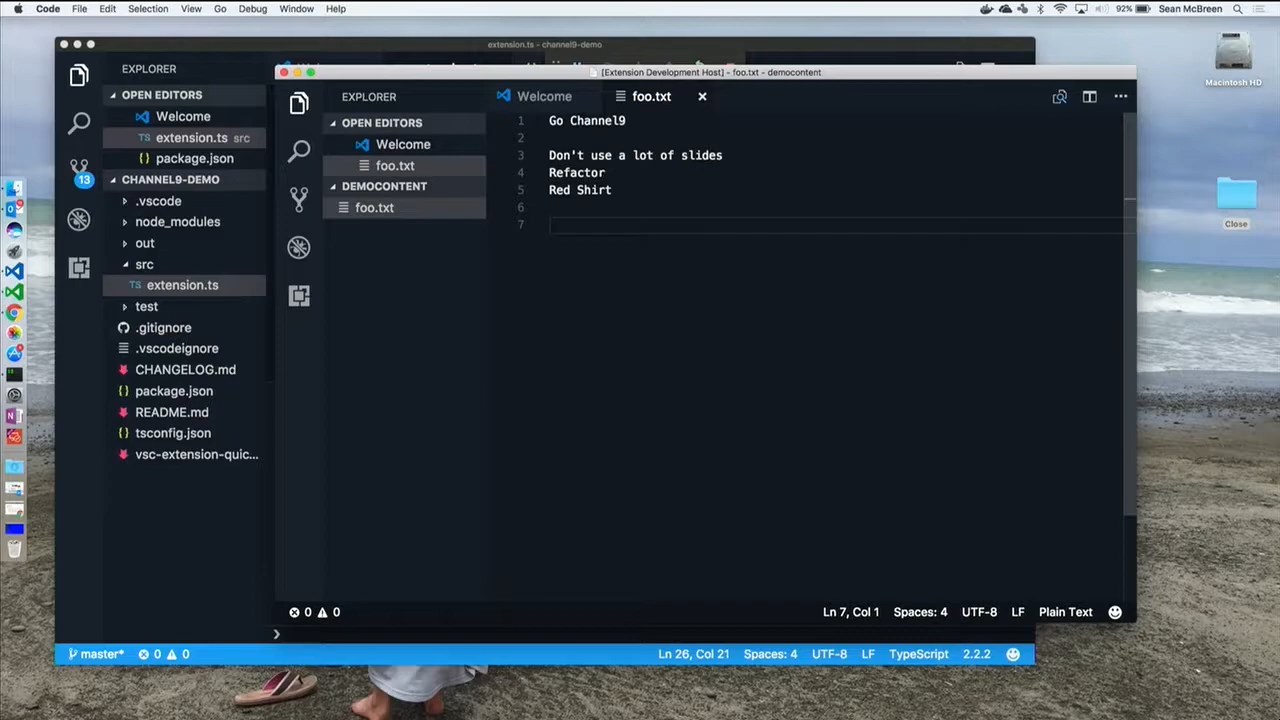 Code File Edit Selection View Go Debug Window Help
92% Sean McBreen
Macintosh HD
Close
extension.ts - channel9-demo
EXPLORER
OPEN EDITORS
Welcome
extension.ts src
package.json
13
CHANNEL9-DEMO
.vscode
node_modules
out
src
TS extension.ts
test
.gitignore
.vscodeignore
CHANGELOG.md
package.json
README.md
tsconfig.json
vsc-extension-quic...
master* 0 0
Ln 26, Col 21 Spaces: 4 UTF-8 LF TypeScript 2.2.2
[Extension Development Host] - foo.txt - democontent
EXPLORER
OPEN EDITORS
Welcome
foo.txt
DEMOCONTENT
foo.txt
Welcome foo.txt
1 Go Channel9
2
3 Don't use a lot of slides
4 Refactor
5 Red Shirt
6
7
0 0
Ln 7, Col 1 Spaces: 4 UTF-8 LF Plain Text